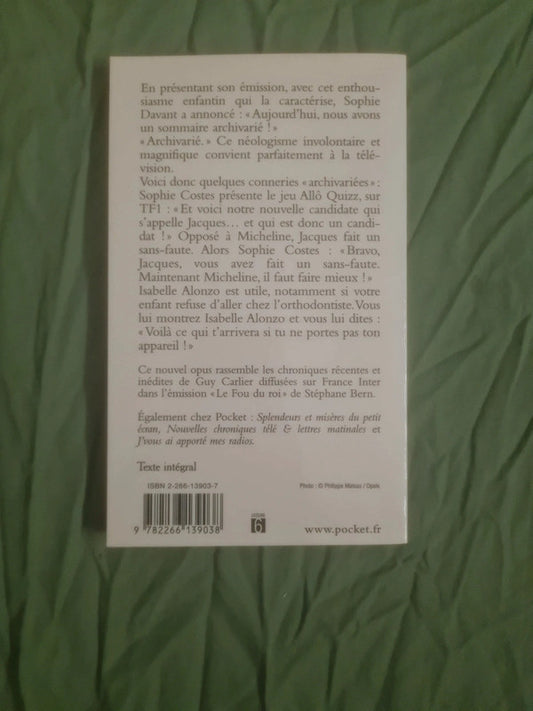 En présentant son émission, avec cet enthou-
siasme enfantin qui la caractérise, Sophie
Davant a annoncé : « Aujourd'hui, nous avons
un sommaire archivarié ! »
« Archivarié. » Ce néologisme involontaire et
magnifique convient parfaitement à la télé-
vision.
Voici donc quelques conneries « archivariées » :
Sophie Costes présente le jeu Allô Quizz, sur
sur TF1 : « Et voici notre nouvelle candidate qui
s'appelle Jacques… et qui est donc un candi-
dat ! » Opposé à Micheline, Jacques fait un
sans-faute. Alors Sophie Costes : « Bravo,
Jacques, vous avez fait un sans-faute.
Maintenant Micheline, il faut faire mieux ! »
Isabelle Alonzo est utile, notamment si votre
enfant refuse d'aller chez l'orthodontiste. Vous
lui montrez Isabelle Alonzo et vous lui dites :
« Voilà ce qui t'arrivera si tu ne portes pas ton
appareil ! »
Ce nouvel opus rassemble les chroniques récentes et
inédites de Guy Carlier diffusées sur France Inter
dans l'émission « Le Fou du roi » de Stéphane Bern.
Également chez Pocket : Splendeurs et misères du petit
écran, Nouvelles chroniques télé & lettres matinales et
J'vous ai apporté mes radios.
Texte intégral
ISBN 2-266-13903-7
Photo : © Philippe Matsas / Opale
9 782266 139038
6
www.pocket.fr